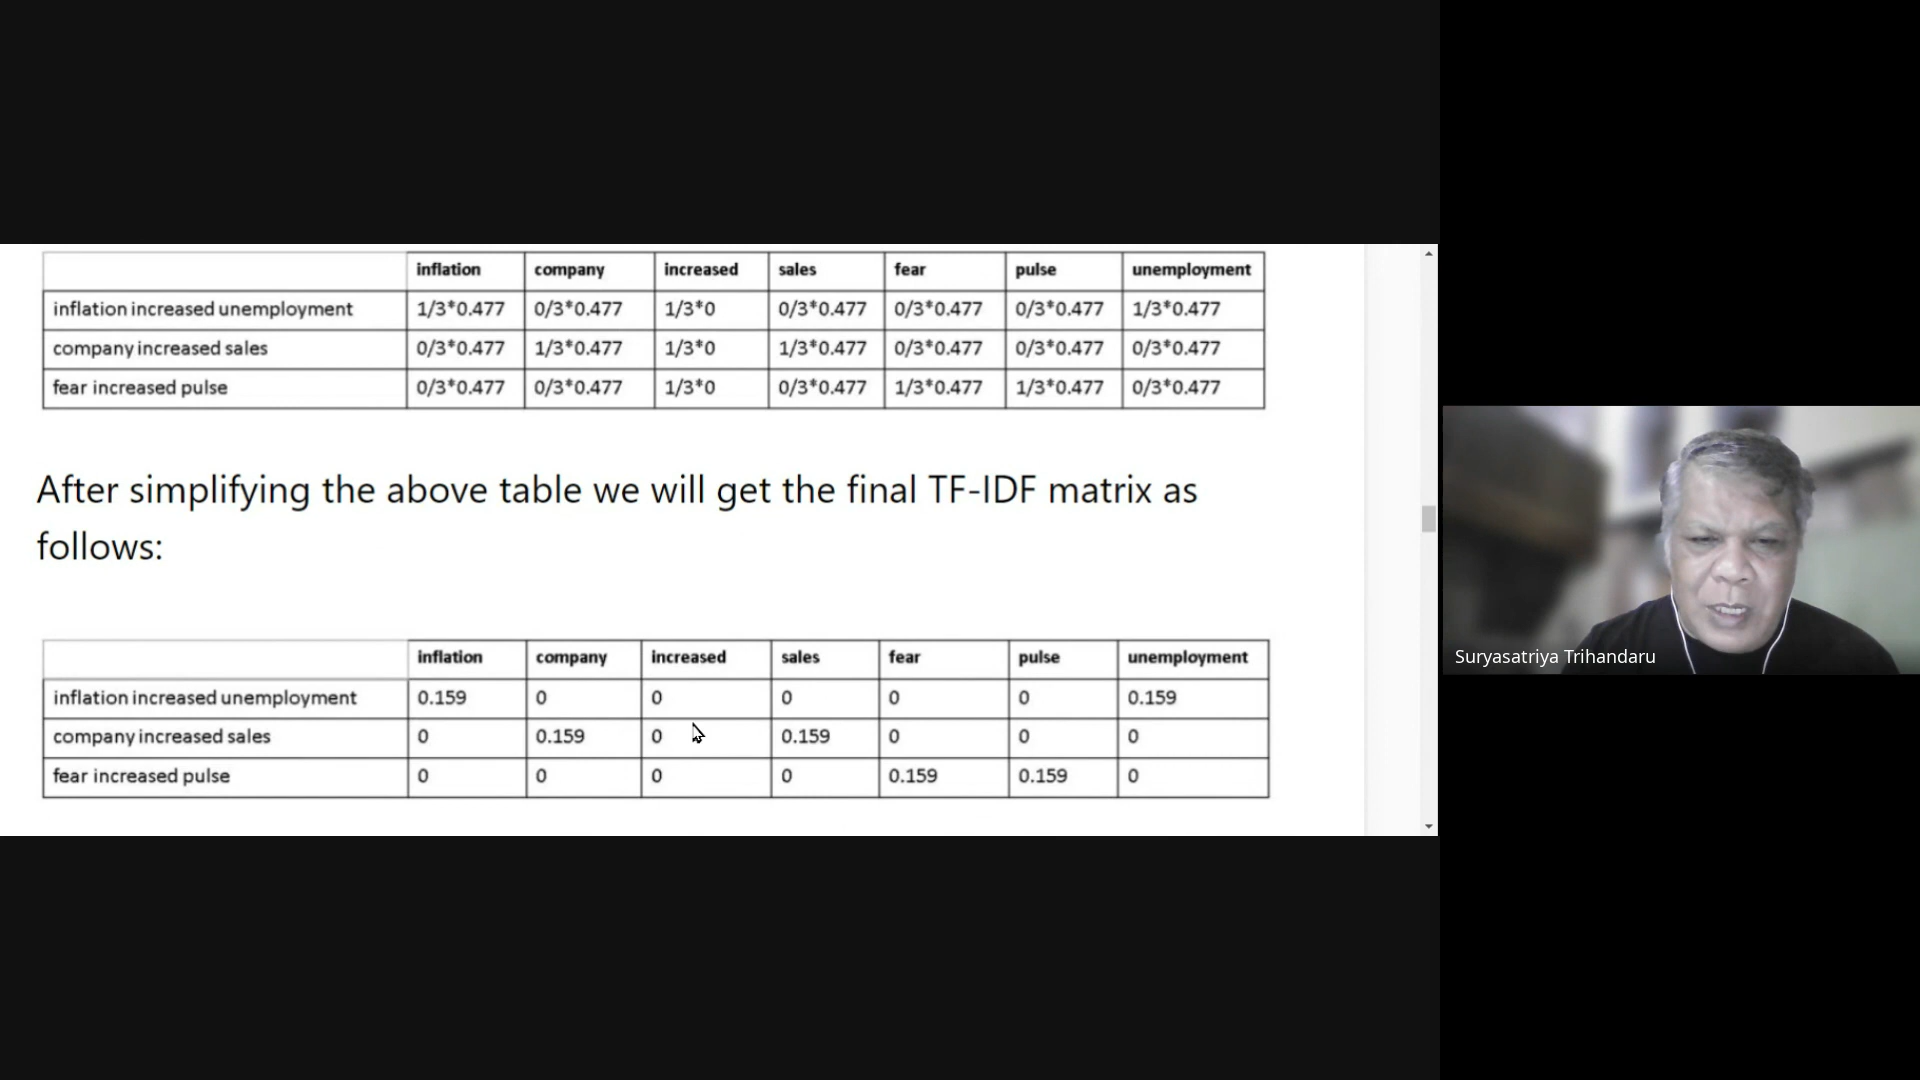 inflation company increased sales fear pulse unemployment
inflation increased unemployment 1/3*0.477 0/3*0.477 1/3*0 0/3*0.477 0/3*0.477 0/3*0.477 1/3*0.477
company increased sales 0/3*0.477 1/3*0.477 1/3*0 1/3*0.477 0/3*0.477 0/3*0.477 0/3*0.477
fear increased pulse 0/3*0.477 0/3*0.477 1/3*0 0/3*0.477 1/3*0.477 1/3*0.477 0/3*0.477
After simplifying the above table we will get the final TF-IDF matrix as
follows:
inflation company increased sales fear pulse unemployment
inflation increased unemployment 0.159 0 0 0 0 0 0.159
company increased sales 0 0.159 0 0.159 0 0 0
fear increased pulse 0 0 0 0 0.159 0.159 0
Suryasatriya Trihandaru